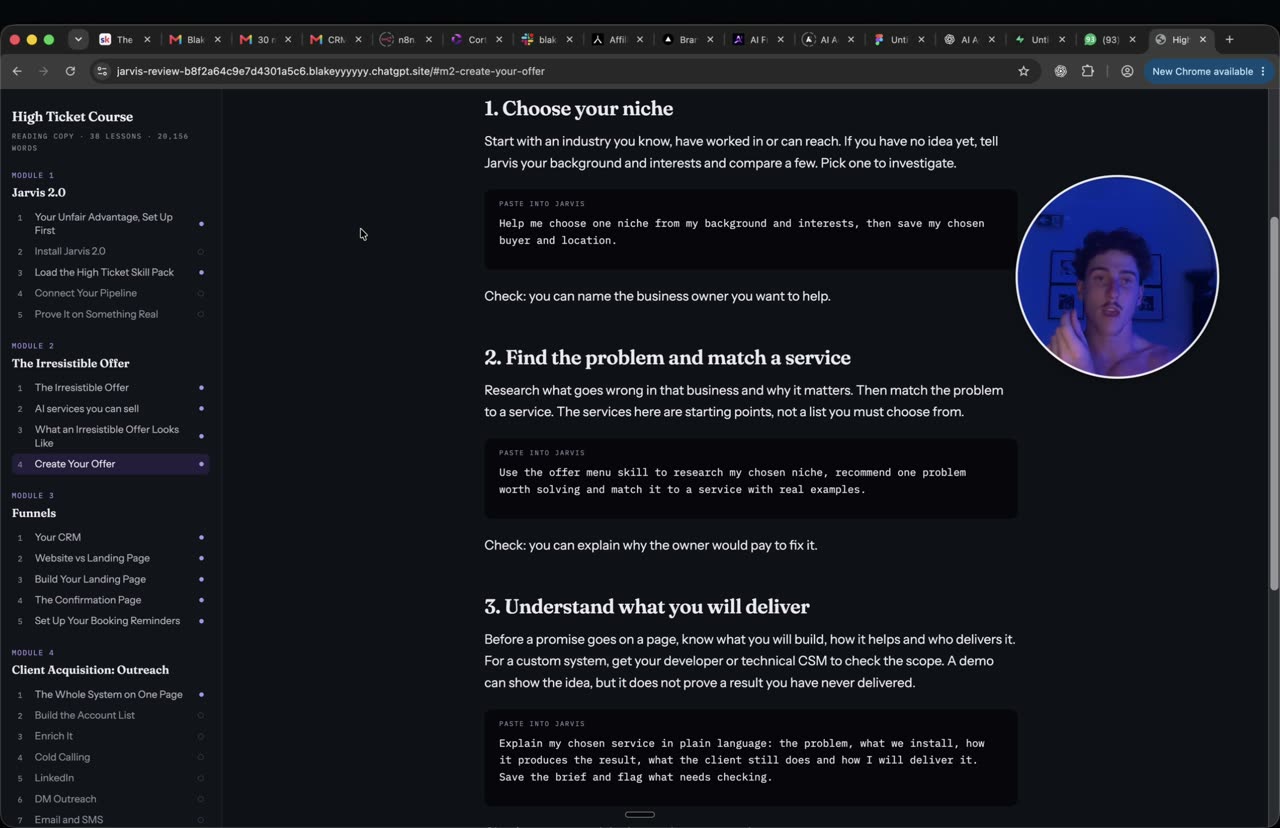 The
Blak
30 n
CRM
n8n.
Cort
blak
Affil
Bran
AI F
AI A
Unti
AI A
Unti
(93)
High
jarvis-review-b8f2a64c9e7d4301a5c6.blakeyyyyyy.chatgpt.site/#m2-create-your-offer
New Chrome available
High Ticket Course
READING COPY · 38 LESSONS · 20,156
WORDS
MODULE 1
Jarvis 2.0
1 Your Unfair Advantage, Set Up
First
2 Install Jarvis 2.0
3 Load the High Ticket Skill Pack
4 Connect Your Pipeline
5 Prove It on Something Real
MODULE 2
The Irresistible Offer
1 The Irresistible Offer
2 AI services you can sell
3 What an Irresistible Offer Looks
Like
4 Create Your Offer
MODULE 3
Funnels
1 Your CRM
2 Website vs Landing Page
3 Build Your Landing Page
4 The Confirmation Page
5 Set Up Your Booking Reminders
MODULE 4
Client Acquisition: Outreach
1 The Whole System on One Page
2 Build the Account List
3 Enrich It
4 Cold Calling
5 LinkedIn
6 DM Outreach
7 Email and SMS
1. Choose your niche
Start with an industry you know, have worked in or can reach. If you have no idea yet, tell
Jarvis your background and interests and compare a few. Pick one to investigate.
PASTE INTO JARVIS
Help me choose one niche from my background and interests, then save my chosen
buyer and location.
Check: you can name the business owner you want to help.
2. Find the problem and match a service
Research what goes wrong in that business and why it matters. Then match the problem
to a service. The services here are starting points, not a list you must choose from.
PASTE INTO JARVIS
Use the offer menu skill to research my chosen niche, recommend one problem
worth solving and match it to a service with real examples.
Check: you can explain why the owner would pay to fix it.
3. Understand what you will deliver
Before a promise goes on a page, know what you will build, how it helps and who delivers it.
For a custom system, get your developer or technical CSM to check the scope. A demo
can show the idea, but it does not prove a result you have never delivered.
PASTE INTO JARVIS
Explain my chosen service in plain language: the problem, what we install, how
it produces the result, what the client still does and how I will deliver it.
Save the brief and flag what needs checking.